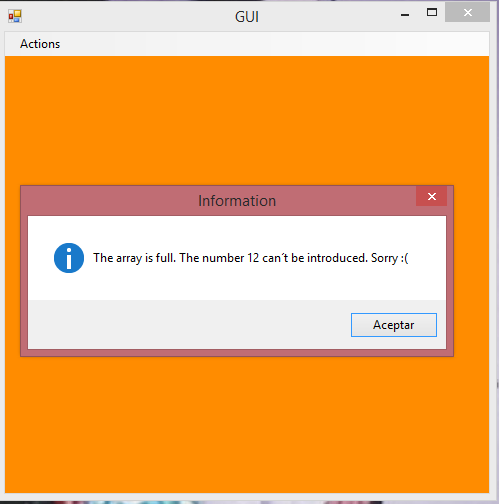 GUI
Actions
Information
The array is full. The number 12 can´t be introduced. Sorry :(
Aceptar